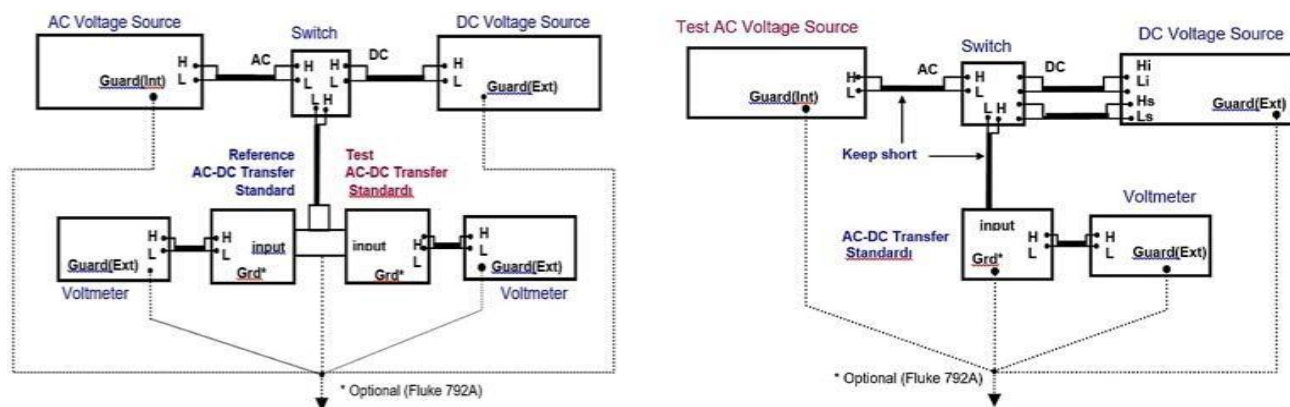 AC Voltage Source
DC Voltage Source
Switch
H
L
Guard(Int)
AC
H
L
DC
H
L
H
L
Guard(Ext)
L H
Reference
AC-DC Transfer
Standard
Test
AC-DC Transfer
Standardı
H
L
Guard(Ext)
Voltmeter
H
L
input
Grd*
input
H
L
Grd*
H
L
Guard(Ext)
Voltmeter
* Optional (Fluke 792A)
Test AC Voltage Source
Switch
DC Voltage Source
H
L
Guard(Int)
AC
H
L
DC
L H
Hi
Li
Hs
Ls
Guard(Ext)
Keep short
Voltmeter
AC-DC Transfer
Standardı
input
H
L
Grd*
H
L
Guard(Ext)
* Optional (Fluke 792A)